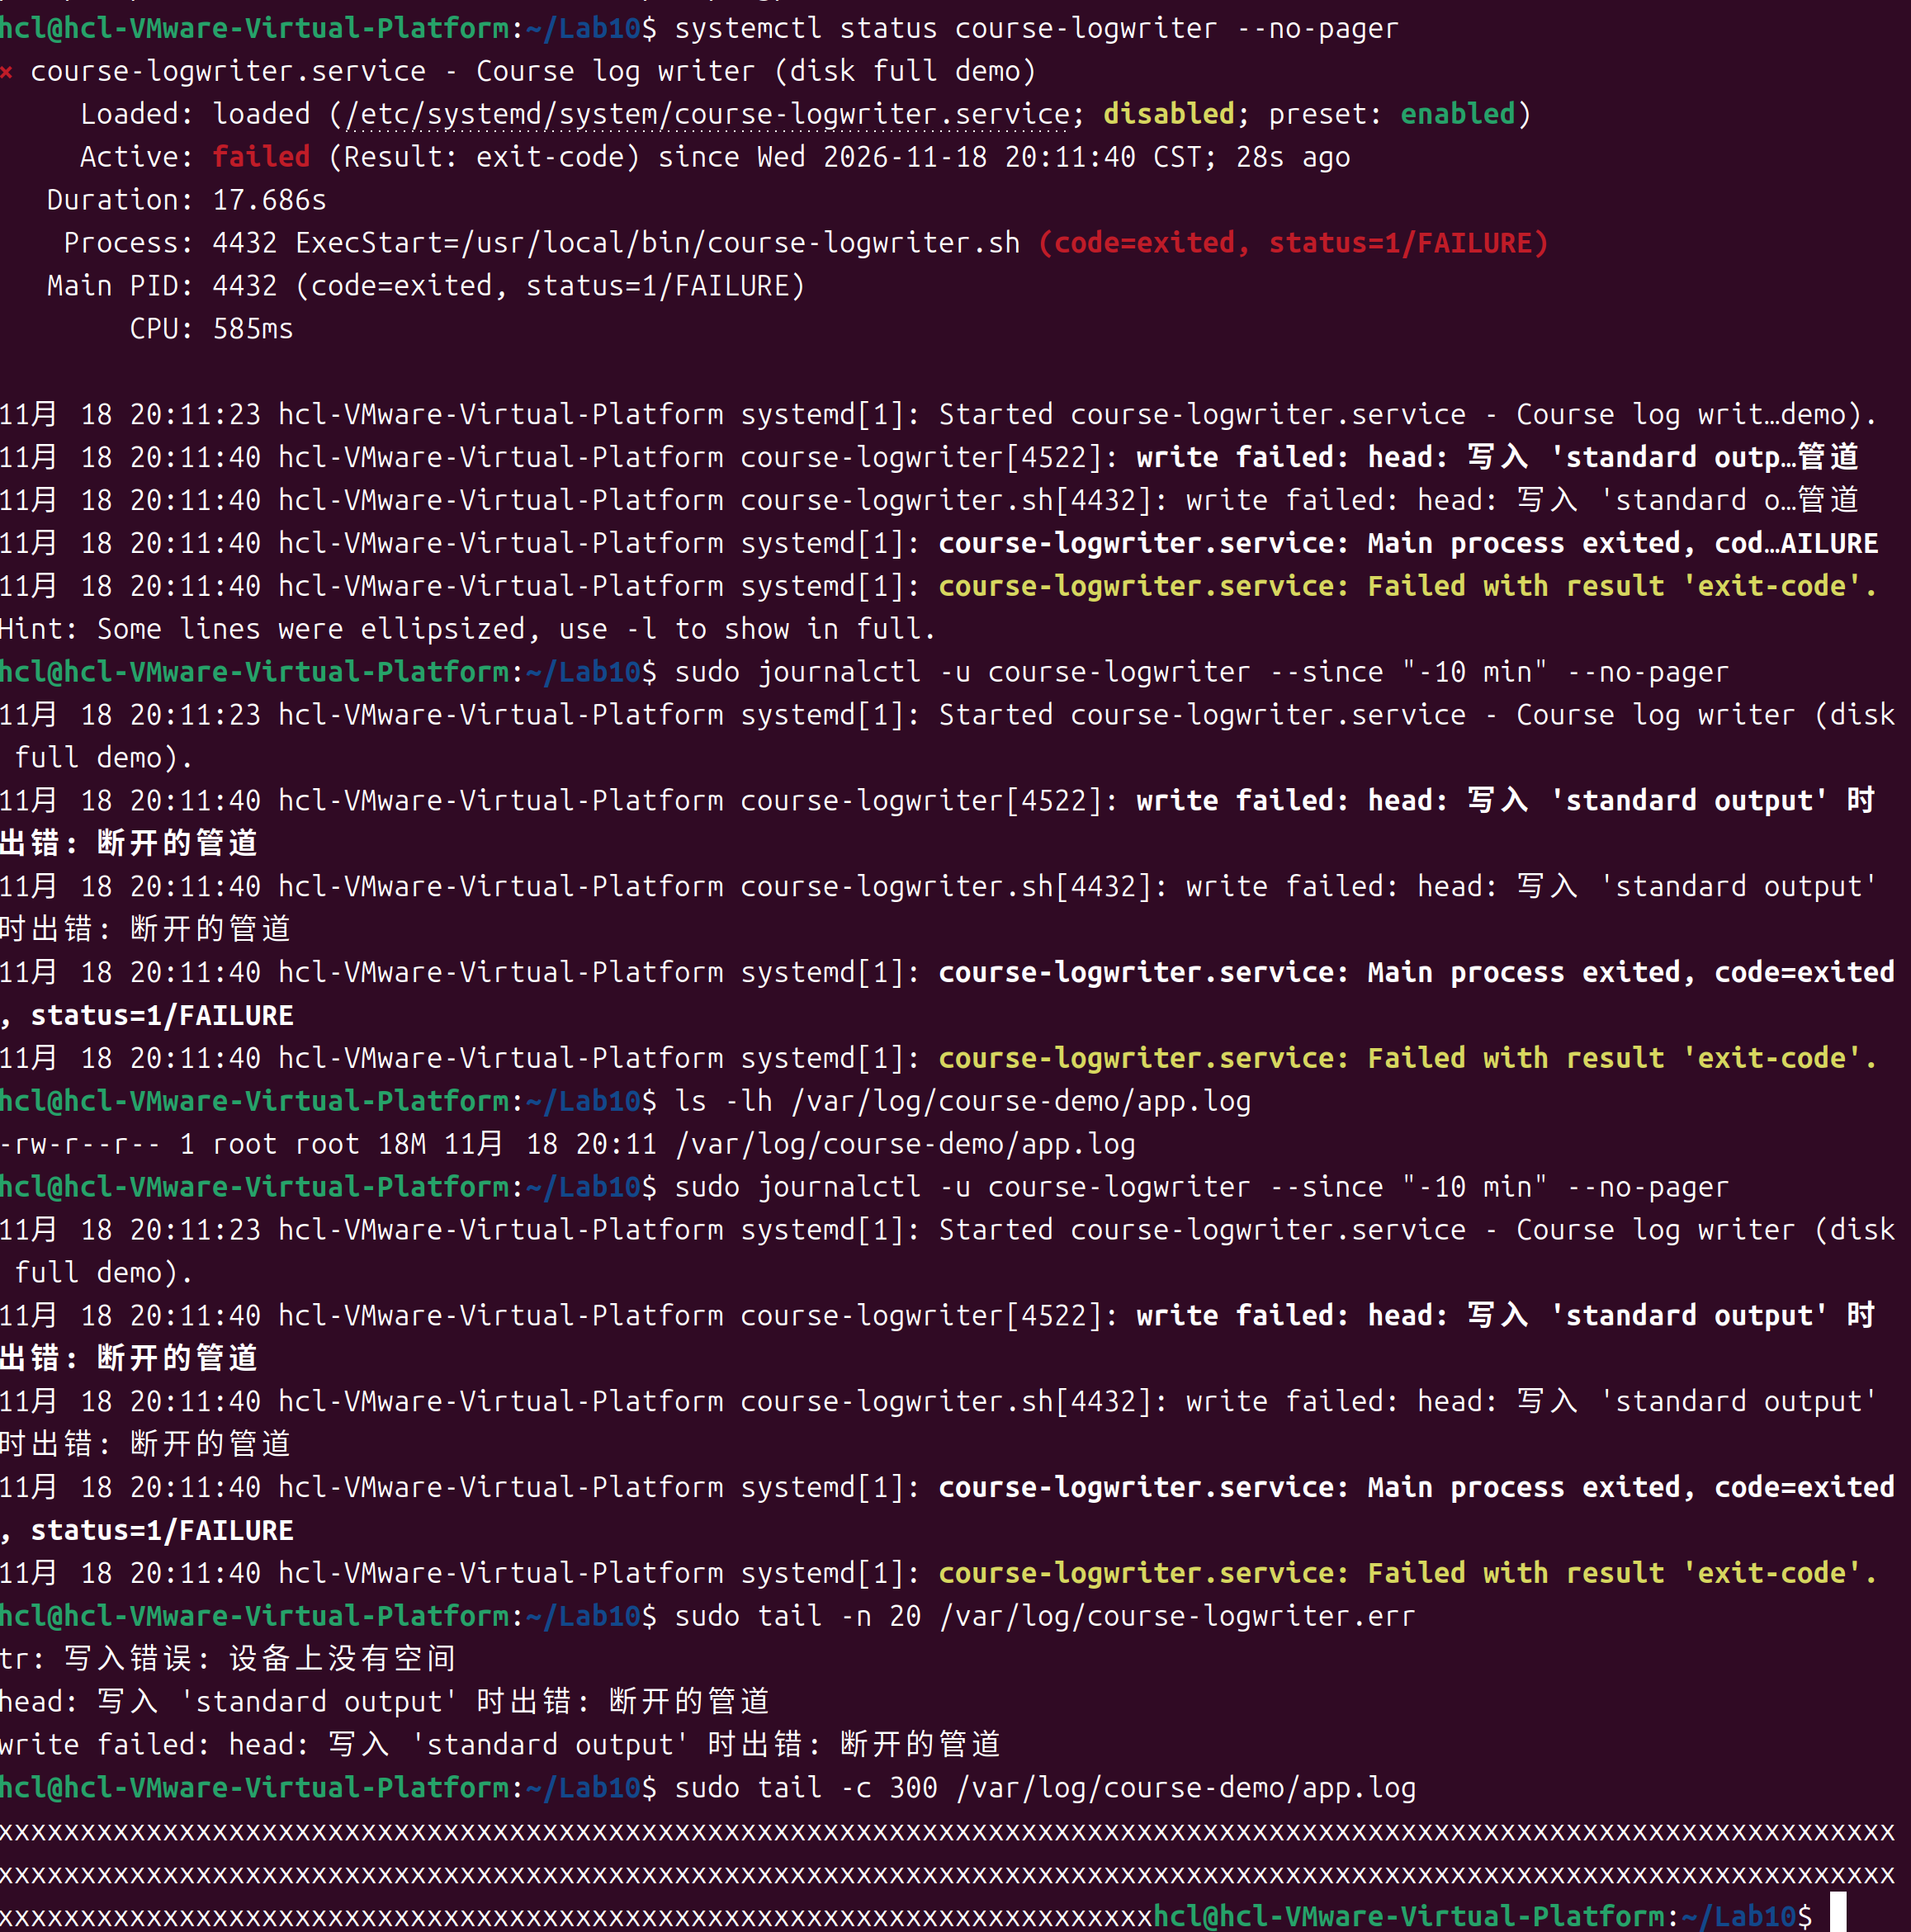 hcl@hcl-VMware-Virtual-Platform:~/Lab10$ systemctl status course-logwriter --no-pager
× course-logwriter.service - Course log writer (disk full demo)
     Loaded: loaded (/etc/systemd/system/course-logwriter.service; disabled; preset: enabled)
     Active: failed (Result: exit-code) since Wed 2026-11-18 20:11:40 CST; 28s ago
   Duration: 17.686s
    Process: 4432 ExecStart=/usr/local/bin/course-logwriter.sh (code=exited, status=1/FAILURE)
   Main PID: 4432 (code=exited, status=1/FAILURE)
        CPU: 585ms

11月 18 20:11:23 hcl-VMware-Virtual-Platform systemd[1]: Started course-logwriter.service - Course log writ…demo).
11月 18 20:11:40 hcl-VMware-Virtual-Platform course-logwriter[4522]: write failed: head: 写入 'standard outp…管道
11月 18 20:11:40 hcl-VMware-Virtual-Platform course-logwriter.sh[4432]: write failed: head: 写入 'standard o…管道
11月 18 20:11:40 hcl-VMware-Virtual-Platform systemd[1]: course-logwriter.service: Main process exited, cod…AILURE
11月 18 20:11:40 hcl-VMware-Virtual-Platform systemd[1]: course-logwriter.service: Failed with result 'exit-code'.
Hint: Some lines were ellipsized, use -l to show in full.
hcl@hcl-VMware-Virtual-Platform:~/Lab10$ sudo journalctl -u course-logwriter --since "-10 min" --no-pager
11月 18 20:11:23 hcl-VMware-Virtual-Platform systemd[1]: Started course-logwriter.service - Course log writer (disk
 full demo).
11月 18 20:11:40 hcl-VMware-Virtual-Platform course-logwriter[4522]: write failed: head: 写入 'standard output' 时
出错: 断开的管道
11月 18 20:11:40 hcl-VMware-Virtual-Platform course-logwriter.sh[4432]: write failed: head: 写入 'standard output'
时出错: 断开的管道
11月 18 20:11:40 hcl-VMware-Virtual-Platform systemd[1]: course-logwriter.service: Main process exited, code=exited
, status=1/FAILURE
11月 18 20:11:40 hcl-VMware-Virtual-Platform systemd[1]: course-logwriter.service: Failed with result 'exit-code'.
hcl@hcl-VMware-Virtual-Platform:~/Lab10$ ls -lh /var/log/course-demo/app.log
-rw-r--r-- 1 root root 18M 11月 18 20:11 /var/log/course-demo/app.log
hcl@hcl-VMware-Virtual-Platform:~/Lab10$ sudo journalctl -u course-logwriter --since "-10 min" --no-pager
11月 18 20:11:23 hcl-VMware-Virtual-Platform systemd[1]: Started course-logwriter.service - Course log writer (disk
 full demo).
11月 18 20:11:40 hcl-VMware-Virtual-Platform course-logwriter[4522]: write failed: head: 写入 'standard output' 时
出错: 断开的管道
11月 18 20:11:40 hcl-VMware-Virtual-Platform course-logwriter.sh[4432]: write failed: head: 写入 'standard output'
时出错: 断开的管道
11月 18 20:11:40 hcl-VMware-Virtual-Platform systemd[1]: course-logwriter.service: Main process exited, code=exited
, status=1/FAILURE
11月 18 20:11:40 hcl-VMware-Virtual-Platform systemd[1]: course-logwriter.service: Failed with result 'exit-code'.
hcl@hcl-VMware-Virtual-Platform:~/Lab10$ sudo tail -n 20 /var/log/course-logwriter.err
tr: 写入错误: 设备上没有空间
head: 写入 'standard output' 时出错: 断开的管道
write failed: head: 写入 'standard output' 时出错: 断开的管道
hcl@hcl-VMware-Virtual-Platform:~/Lab10$ sudo tail -c 300 /var/log/course-demo/app.log
xxxxxxxxxxxxxxxxxxxxxxxxxxxxxxxxxxxxxxxxxxxxxxxxxxxxxxxxxxxxxxxxxxxxxxxxxxxxxxxxxxxxxxxxxxxxxxxxxxxxxxxxxxxxxxxxxxx
xxxxxxxxxxxxxxxxxxxxxxxxxxxxxxxxxxxxxxxxxxxxxxxxxxxxxxxxxxxxxxxxxxxxxxxxxxxxxxxxxxxxxxxxxxxxxxxxxxxxxxxxxxxxxxxxxxx
xxxxxxxxxxxxxxxxxxxxxxxxxxxxxxxxxxxxxxxxxxxxxxxxxxxxxxxxxxxxxxxxxxxxxxhcl@hcl-VMware-Virtual-Platform:~/Lab10$